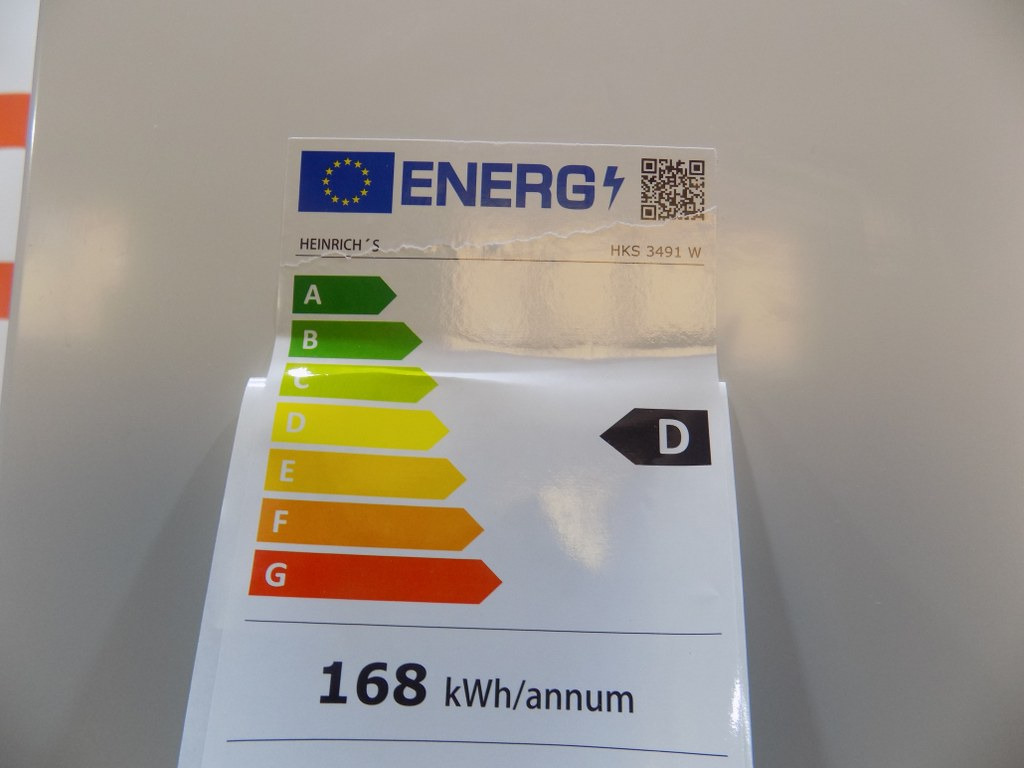 ENERG
HEINRICH´S HKS 3491 W
A
B
C
D
D
E
F
G
168 kWh/annum